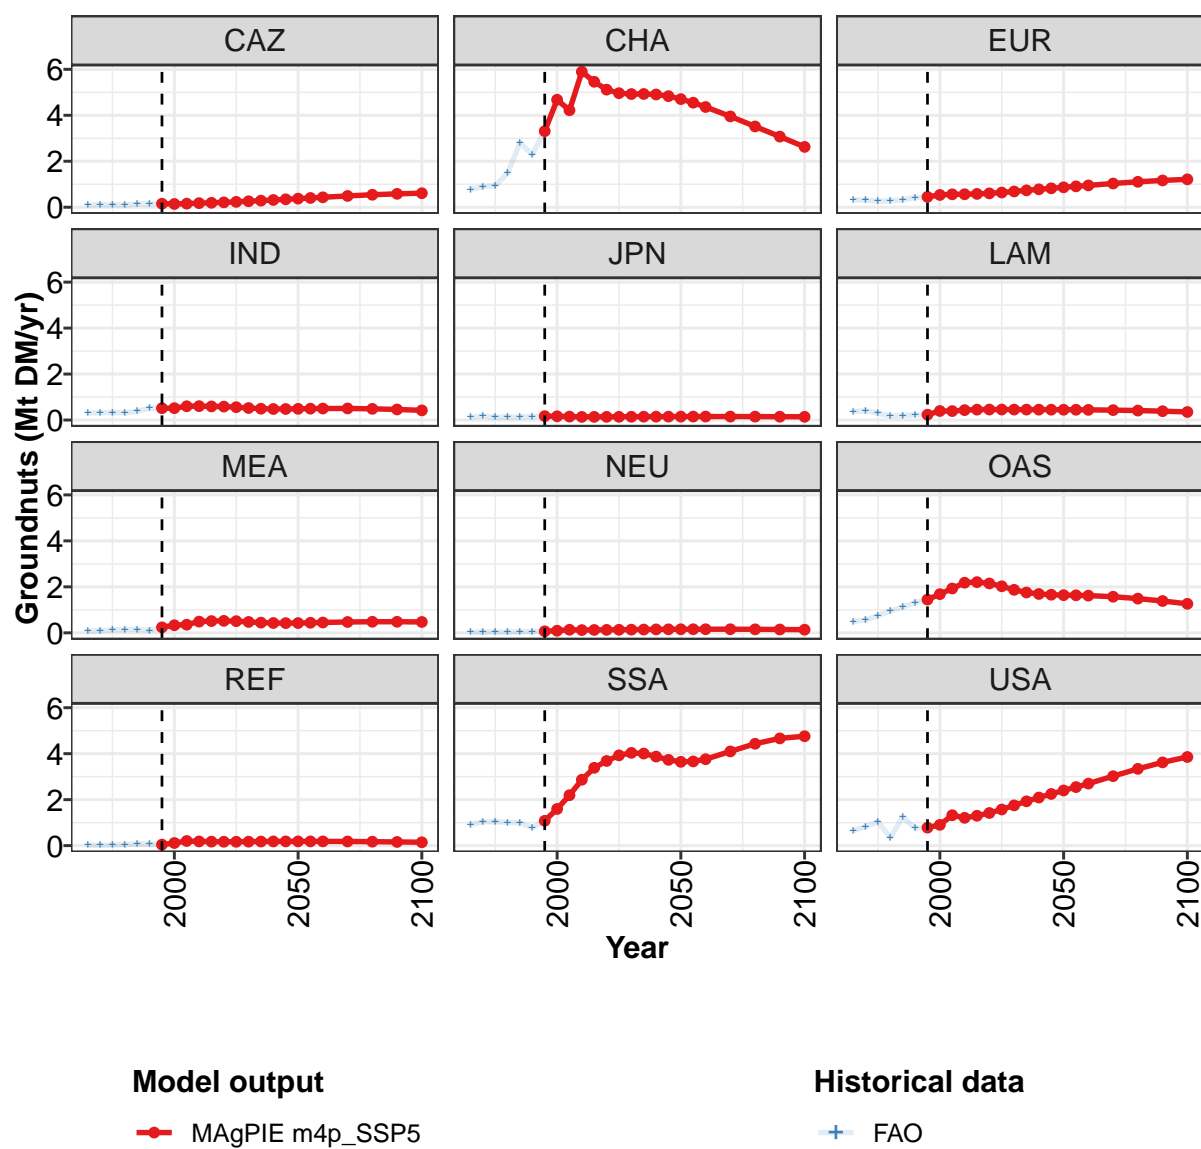 CAZ CHA EUR
6
4
2
0
IND JPN LAM
6
4
2
0
MEA NEU OAS
6
4
2
0
REF SSA USA
6
4
2
0
Groundnuts (Mt DM/yr)
2000 2050 2100 2000 2050 2100 2000 2050 2100
Year
Model output Historical data
MAgPIE m4p_SSP5 FAO